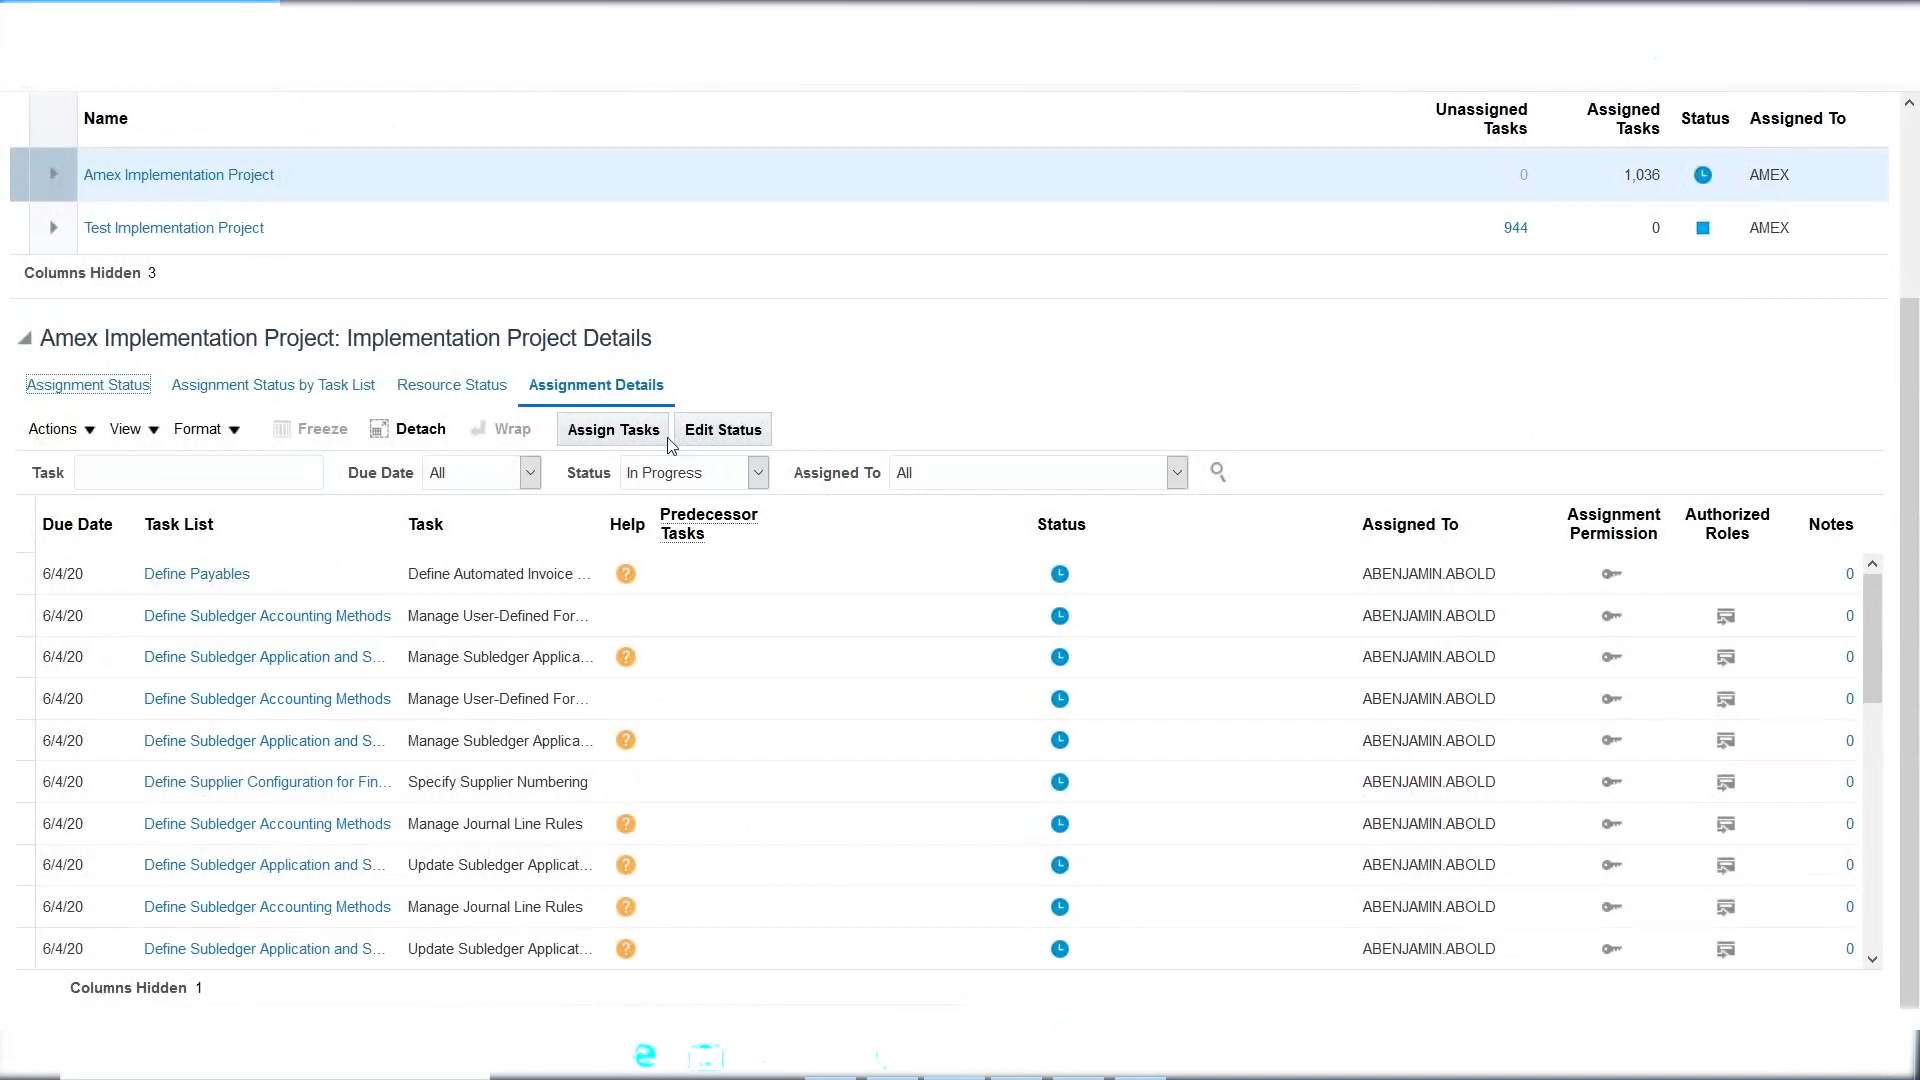 Name Unassigned Tasks Assigned Tasks Status Assigned To
Amex Implementation Project 0 1,036 AMEX
Test Implementation Project 944 0 AMEX
Columns Hidden 3
Amex Implementation Project: Implementation Project Details
Assignment Status Assignment Status by Task List Resource Status Assignment Details
Actions View Format Freeze Detach Wrap Assign Tasks Edit Status
Task Due Date All Status In Progress Assigned To All
Due Date Task List Task Help Predecessor Tasks Status Assigned To Assignment Permission Authorized Roles Notes
6/4/20 Define Payables Define Automated Invoice ... ? ABENJAMIN.ABOLD 0
6/4/20 Define Subledger Accounting Methods Manage User-Defined For... ABENJAMIN.ABOLD 0
6/4/20 Define Subledger Application and S... Manage Subledger Applica... ? ABENJAMIN.ABOLD 0
6/4/20 Define Subledger Accounting Methods Manage User-Defined For... ABENJAMIN.ABOLD 0
6/4/20 Define Subledger Application and S... Manage Subledger Applica... ? ABENJAMIN.ABOLD 0
6/4/20 Define Supplier Configuration for Fin... Specify Supplier Numbering ABENJAMIN.ABOLD 0
6/4/20 Define Subledger Accounting Methods Manage Journal Line Rules ? ABENJAMIN.ABOLD 0
6/4/20 Define Subledger Application and S... Update Subledger Applicat... ? ABENJAMIN.ABOLD 0
6/4/20 Define Subledger Accounting Methods Manage Journal Line Rules ? ABENJAMIN.ABOLD 0
6/4/20 Define Subledger Application and S... Update Subledger Applicat... ? ABENJAMIN.ABOLD 0
Columns Hidden 1